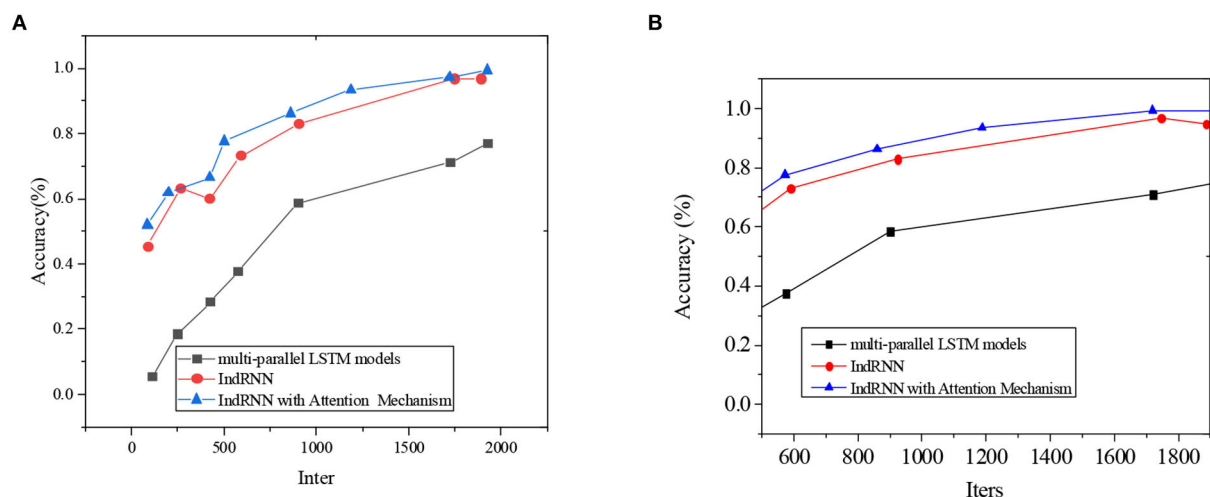 A
1.0
0.8
0.6
0.4
0.2
0.0
Accuracy(%)
multi-parallel LSTM models
IndRNN
IndRNN with Attention Mechanism
0 500 1000 1500 2000
Inter
B
1.0
0.8
0.6
0.4
0.2
0.0
Accuracy (%)
multi-parallel LSTM models
IndRNN
IndRNN with Attention Mechanism
600 800 1000 1200 1400 1600 1800
Iters